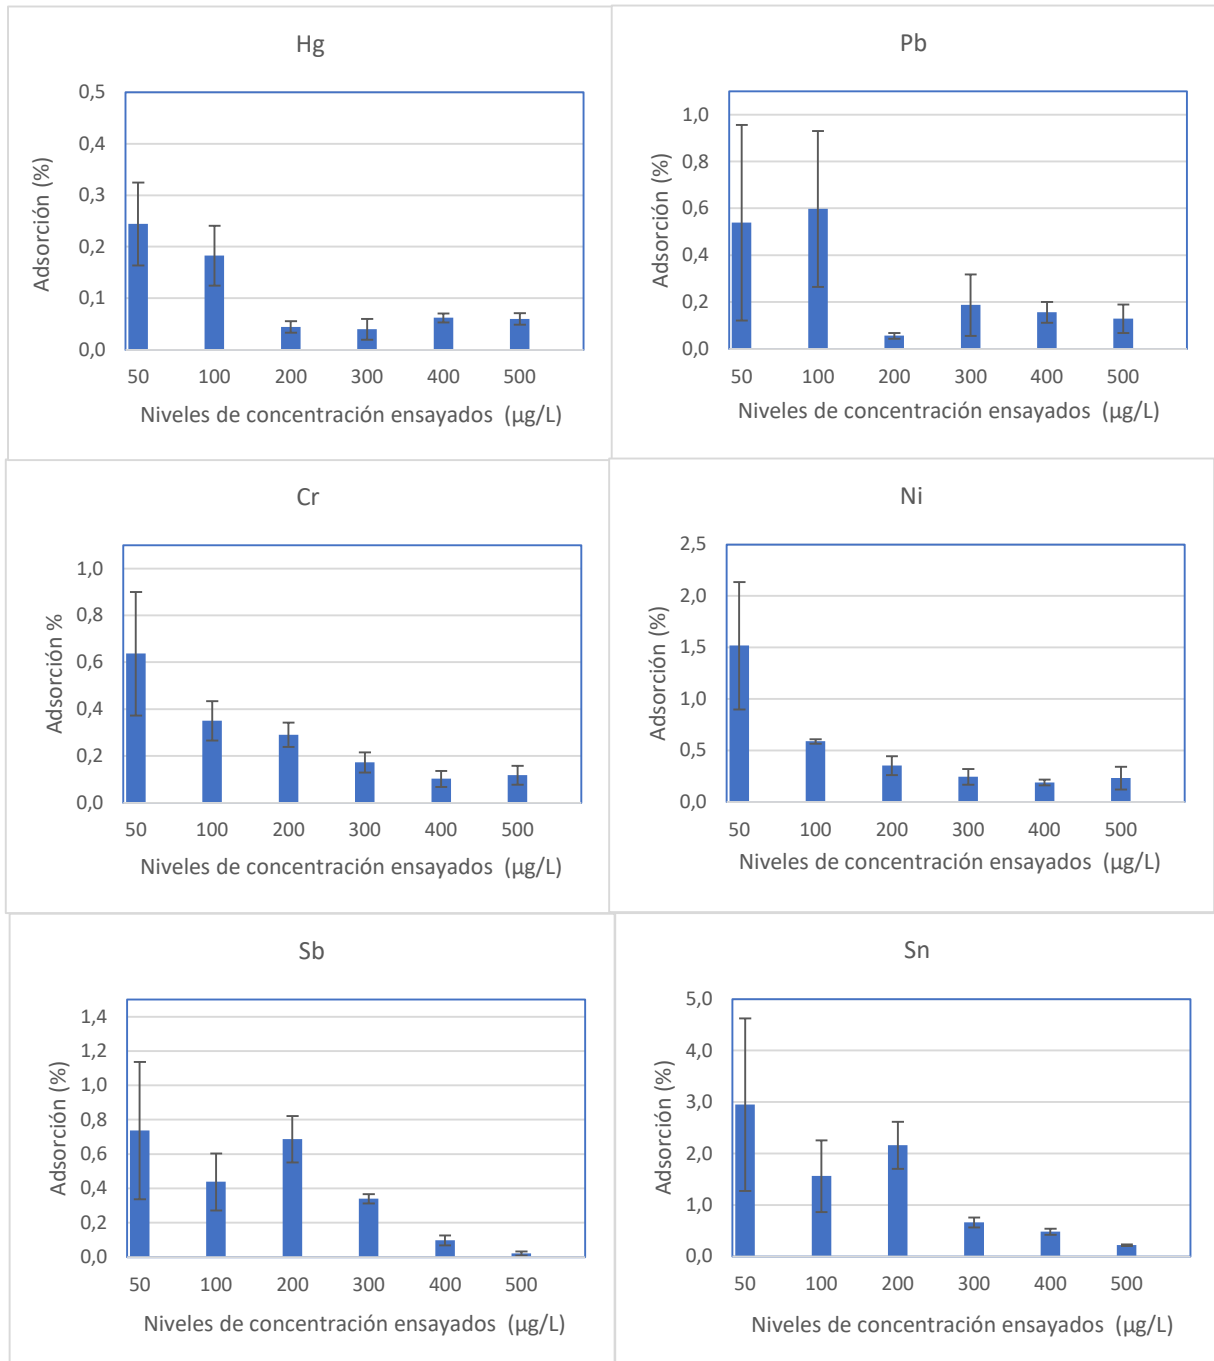 Hg
0,5
0,4
0,3
0,2
0,1
0,0
Adsorción (%)
50 100 200 300 400 500
Niveles de concentración ensayados (µg/L)
Pb
1,0
0,8
0,6
0,4
0,2
0,0
Adsorción (%)
50 100 200 300 400 500
Niveles de concentración ensayados (µg/L)
Cr
1,0
0,8
0,6
0,4
0,2
0,0
Adsorción %
50 100 200 300 400 500
Niveles de concentración ensayados (µg/L)
Ni
2,5
2,0
1,5
1,0
0,5
0,0
Adsorción (%)
50 100 200 300 400 500
Niveles de concentración ensayados (µg/L)
Sb
1,4
1,2
1,0
0,8
0,6
0,4
0,2
0,0
Adsorción (%)
50 100 200 300 400 500
Niveles de concentración ensayados (µg/L)
Sn
5,0
4,0
3,0
2,0
1,0
0,0
Adsorción (%)
50 100 200 300 400 500
Niveles de concentración ensayados (µg/L)